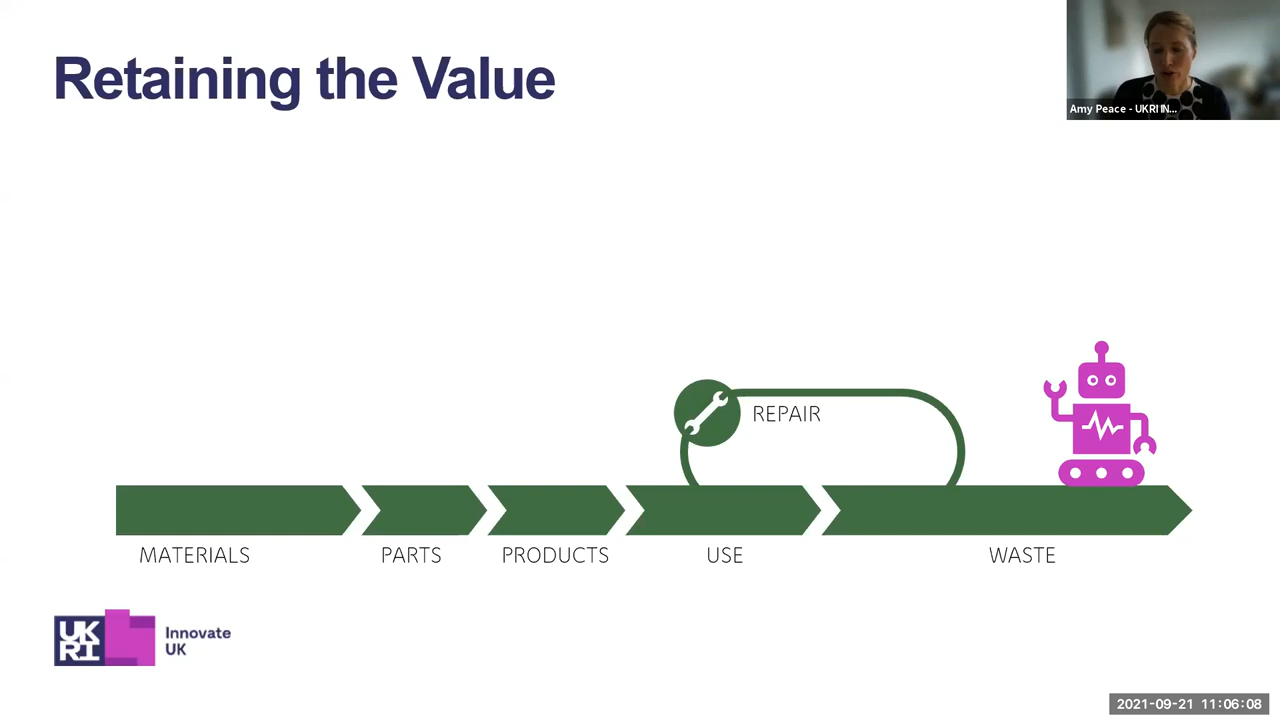 Retaining the Value
Amy Peace - UKRI IN...
REPAIR
MATERIALS
PARTS
PRODUCTS
USE
WASTE
UK
RI
Innovate
UK
2021-09-21 11:06:08